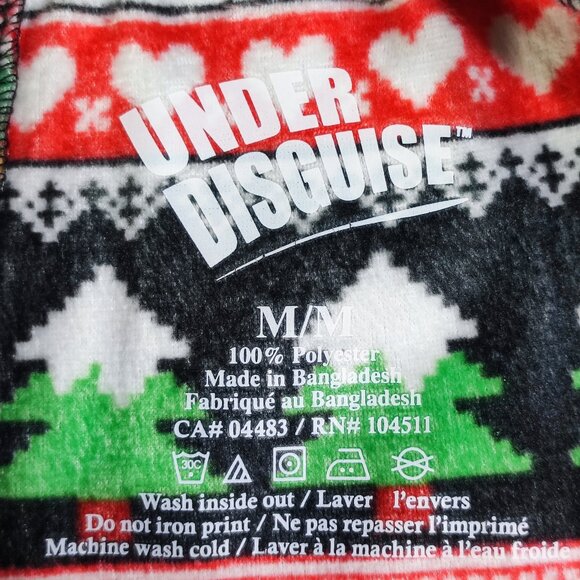 UNDER
DISGUISE™
M/M
100% Polyester
Made in Bangladesh
Fabriqué au Bangladesh
CA# 04483 / RN# 104511
30C
Wash inside out / Laver l'envers
Do not iron print / Ne pas repasser l'imprimé
Machine wash cold / Laver à la machine à l'eau froide